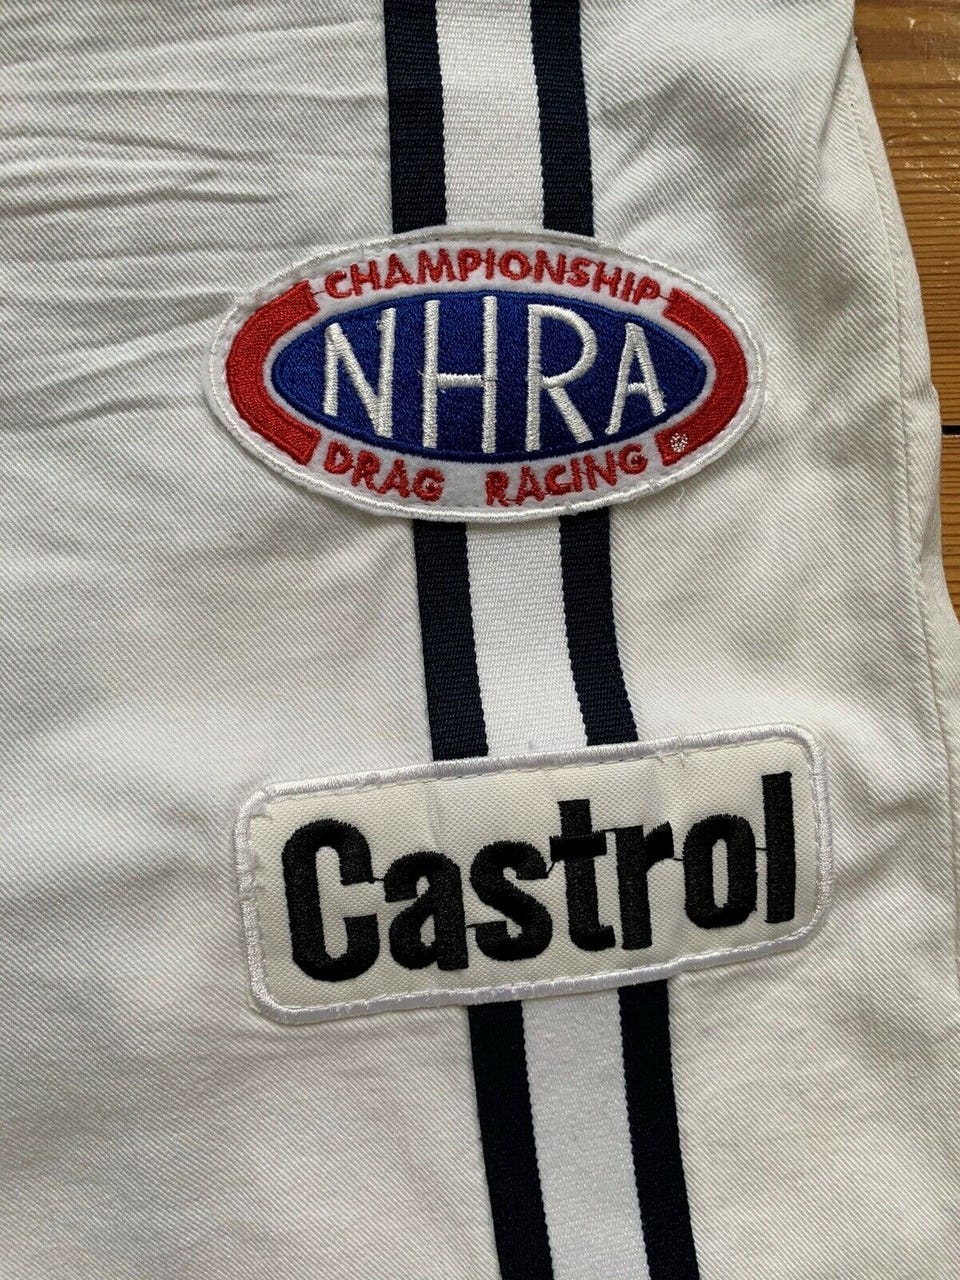 CHAMPIONSHIP
NHRA
DRAG RACING
Castrol